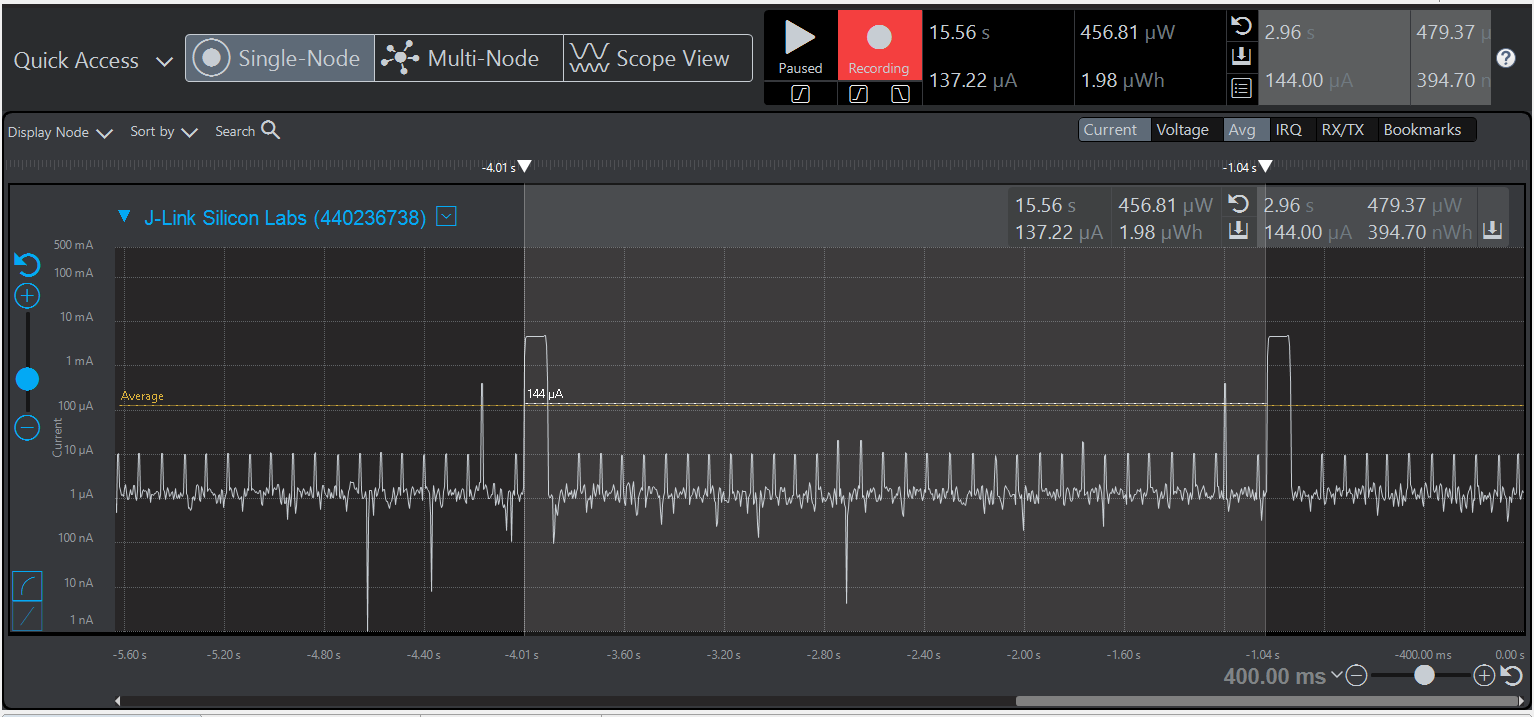 Quick Access
Single-Node
Multi-Node
Scope View
Paused
Recording
15.56 s
137.22 µA
456.81 µW
1.98 µWh
2.96 s
144.00 µA
479.37 µ
394.70 n
?
Display Node
Sort by
Search
Current Voltage Avg IRQ RX/TX Bookmarks
-4.01 s
-1.04 s
J-Link Silicon Labs (440236738)
15.56 s 456.81 µW 2.96 s 479.37 µW
137.22 µA 1.98 µWh 144.00 µA 394.70 nWh
500 mA
100 mA
10 mA
1 mA
100 µA
10 µA
1 µA
100 nA
10 nA
1 nA
Current
Average
144 µA
-5.60 s -5.20 s -4.80 s -4.40 s -4.01 s -3.60 s -3.20 s -2.80 s -2.40 s -2.00 s -1.60 s -1.04 s -400.00 ms 0.00 s
400.00 ms